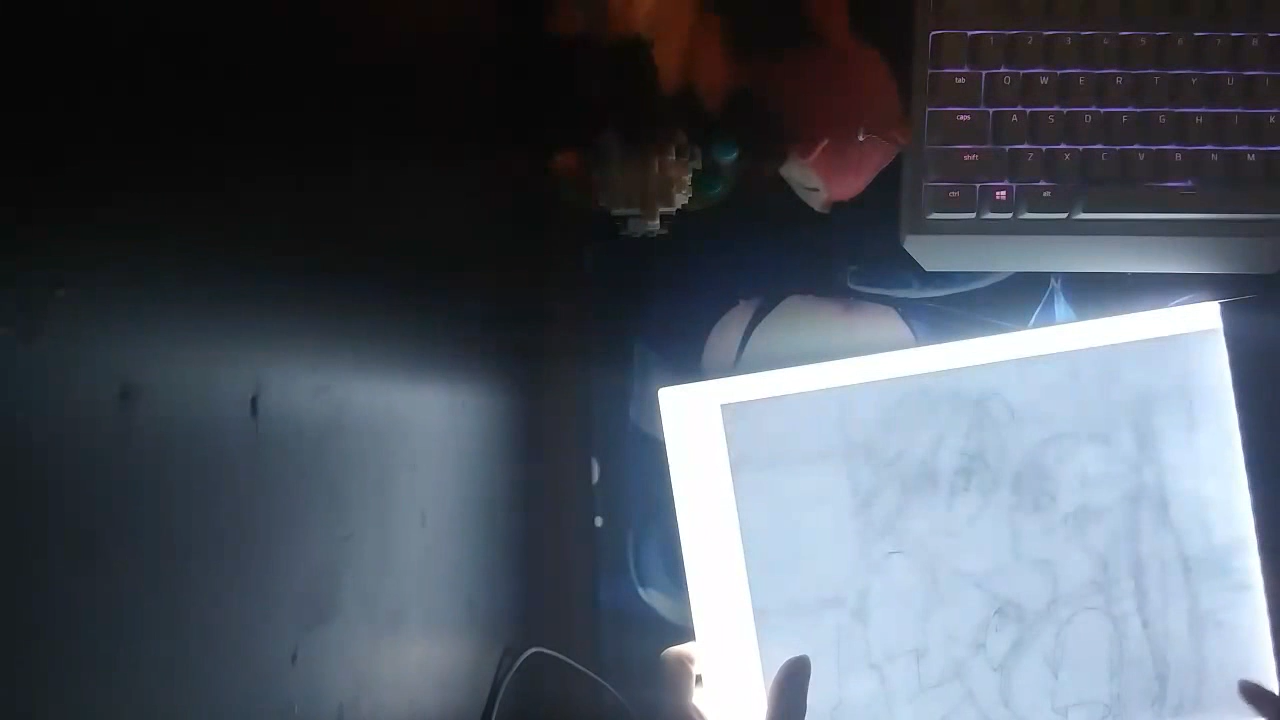 1 2 3 4 5 6 7 8
tab Q W E R T Y U I
caps A S D F G H J K
shift Z X C V B N M
ctrl alt